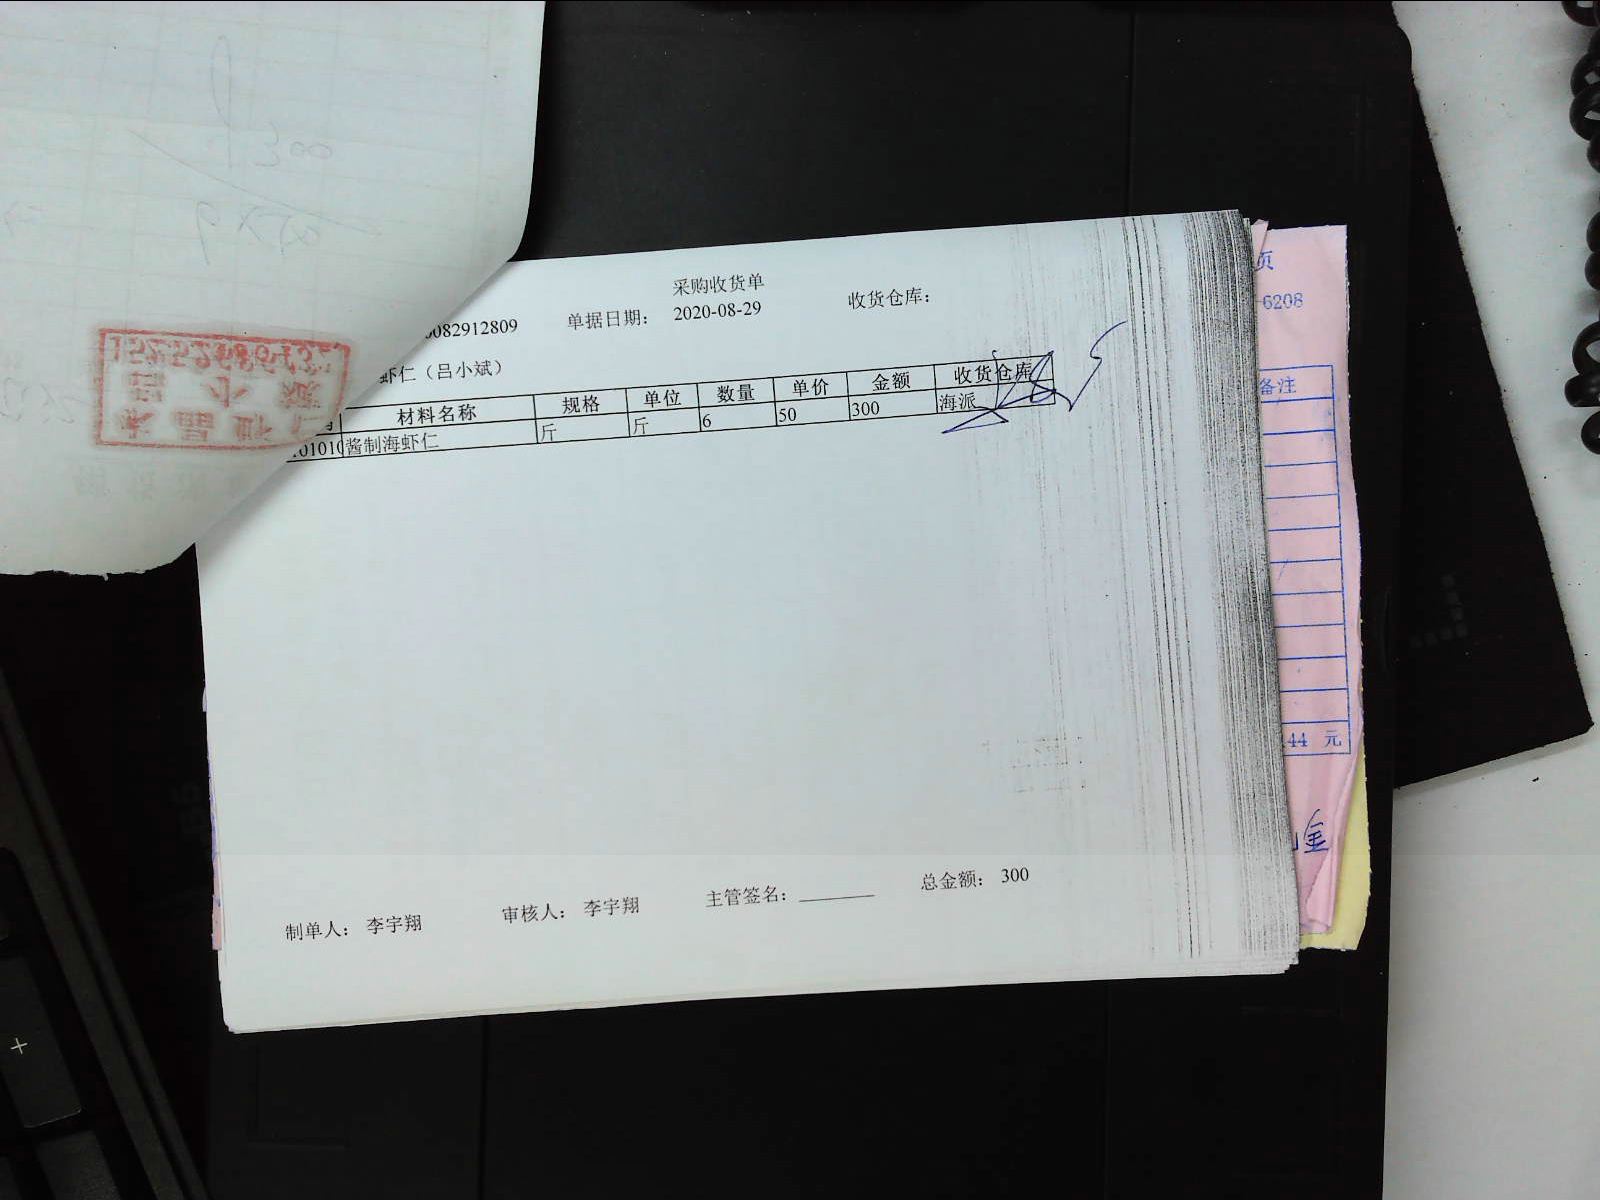 采购收货单
082912809 单据日期： 2020-08-29 收货仓库：
虾仁（吕小斌）
材料名称 规格 单位 数量 单价 金额 收货仓库
01010 酱制海虾仁 斤 斤 6 50 300 海派
制单人： 李宇翔 审核人： 李宇翔 主管签名： 总金额： 300
页
6208
备注
44 元